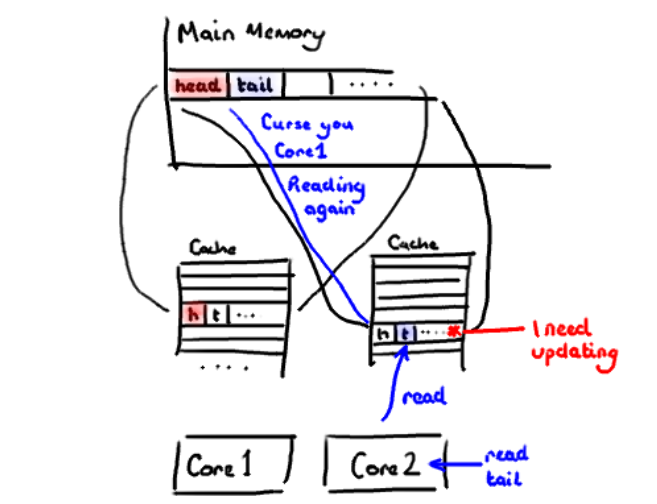 Main Memory
head tail ....
Curse you
Core1
Reading
again
Cache
Cache
h t ...
h t .... *
I need
updating
....
read
Core 1
Core 2
read
tail